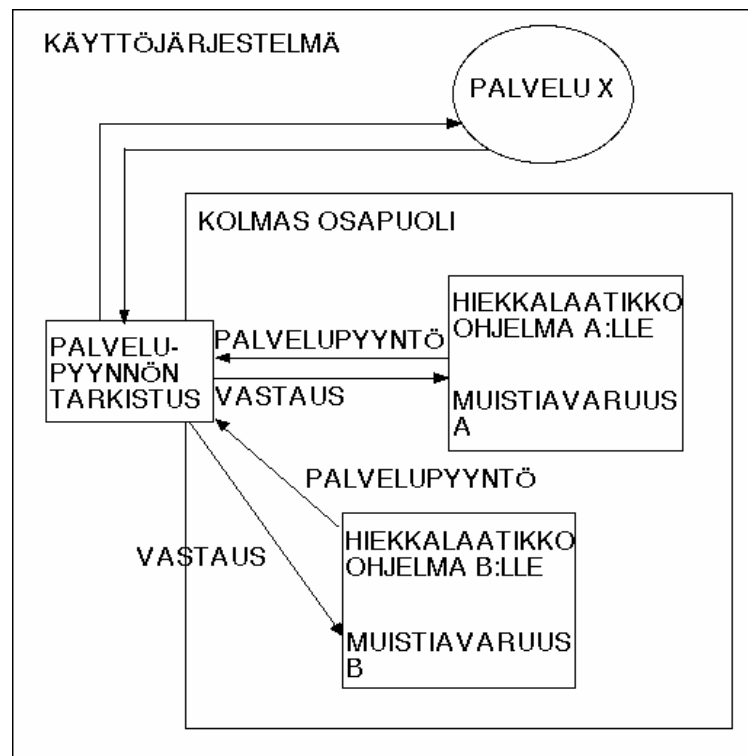 KÄYTTÖJÄRJESTELMÄ
PALVELU X
KOLMAS OSAPUOLI
HIEKKALAATIKKO
OHJELMA A:LLE
MUISTIAVARUUS
A
PALVELUPYYNTÖ
PALVELU-
PYYNNÖN
TARKISTUS
VASTAUS
PALVELUPYYNTÖ
HIEKKALAATIKKO
OHJELMA B:LLE
VASTAUS
MUISTIAVARUUS
B